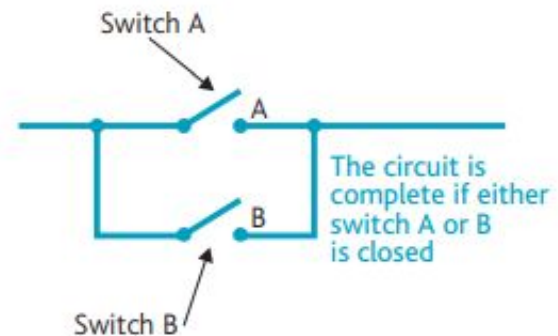 Switch A
A
The circuit is
complete if either
switch A or B
is closed
B
Switch B